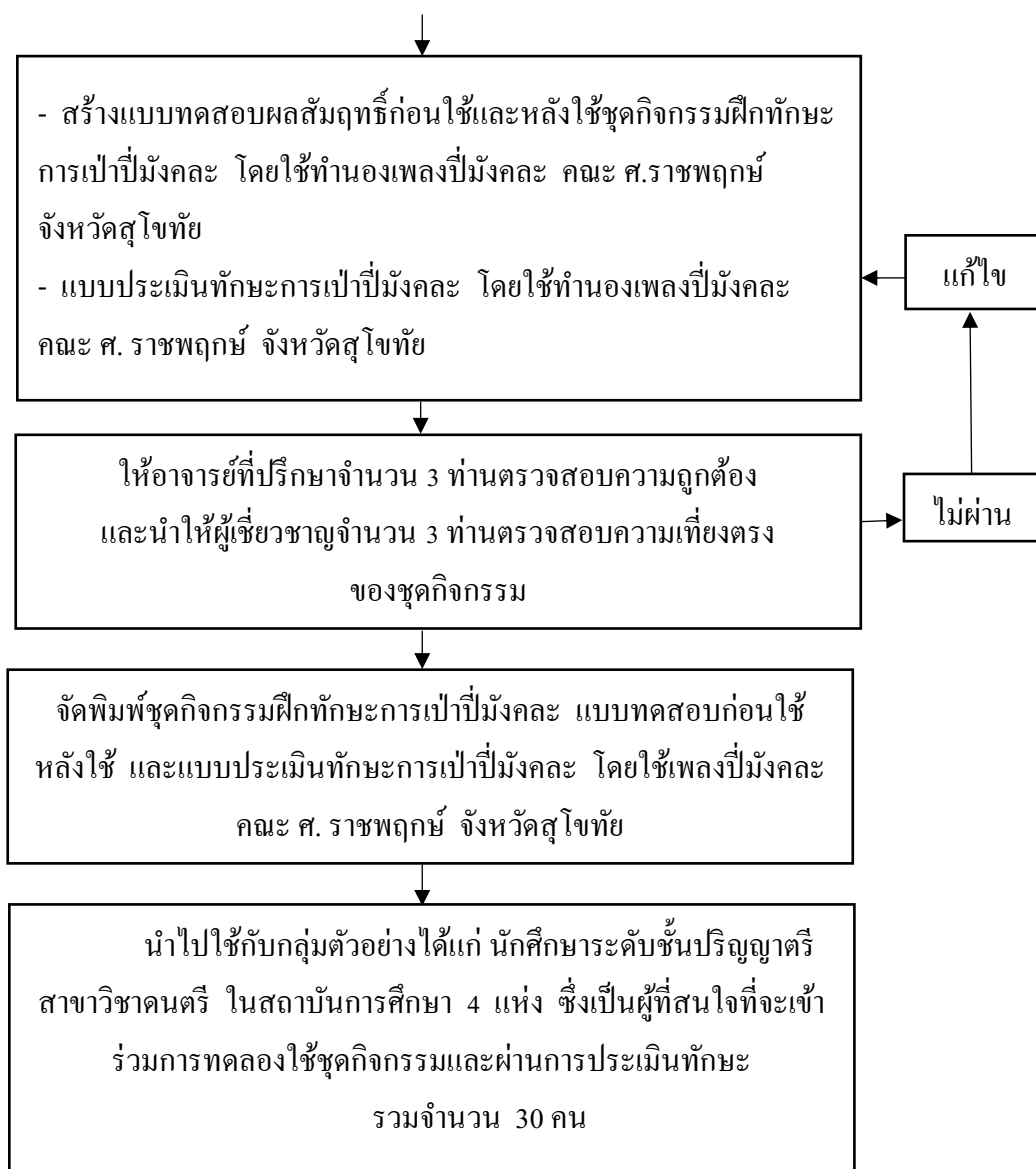 - สร้างแบบทดสอบผลสัมฤทธิ์ก่อนใช้และหลังใช้ชุดกิจกรรมฝึกทักษะ
การเป่าปี่มังคละ โดยใช้ทำนองเพลงปี่มังคละ คณะ ศ.ราชพฤกษ์
จังหวัดสุโขทัย
- แบบประเมินทักษะการเป่าปี่มังคละ โดยใช้ทำนองเพลงปี่มังคละ
คณะ ศ. ราชพฤกษ์ จังหวัดสุโขทัย
แก้ไข
ให้อาจารย์ที่ปรึกษาจำนวน 3 ท่านตรวจสอบความถูกต้อง
และนำให้ผู้เชี่ยวชาญจำนวน 3 ท่านตรวจสอบความเที่ยงตรง
ของชุดกิจกรรม
ไม่ผ่าน
จัดพิมพ์ชุดกิจกรรมฝึกทักษะการเป่าปี่มังคละ แบบทดสอบก่อนใช้
หลังใช้ และแบบประเมินทักษะการเป่าปี่มังคละ โดยใช้เพลงปี่มังคละ
คณะ ศ. ราชพฤกษ์ จังหวัดสุโขทัย
นำไปใช้กับกลุ่มตัวอย่างได้แก่ นักศึกษาระดับชั้นปริญญาตรี
สาขาวิชาดนตรี ในสถาบันการศึกษา 4 แห่ง ซึ่งเป็นผู้ที่สนใจที่จะเข้า
ร่วมการทดลองใช้ชุดกิจกรรมและผ่านการประเมินทักษะ
รวมจำนวน 30 คน